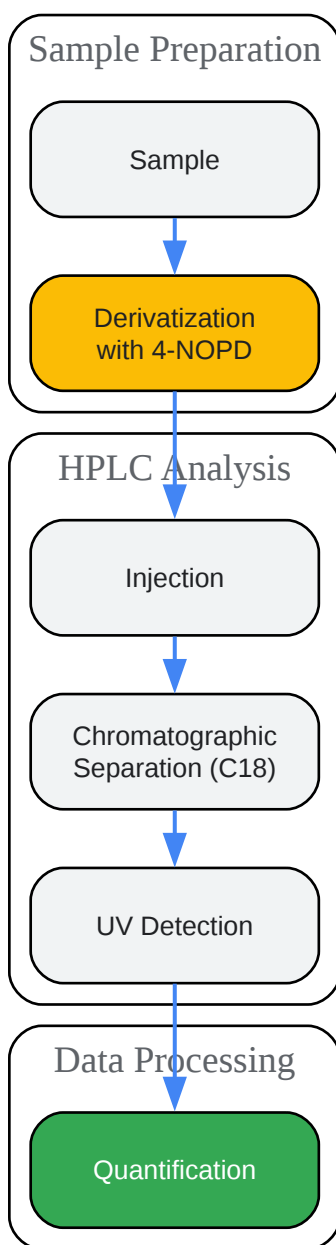 Sample Preparation
Sample
Derivatization
with 4-NOPD
HPLC Analysis
Injection
Chromatographic
Separation (C18)
UV Detection
Data Processing
Quantification